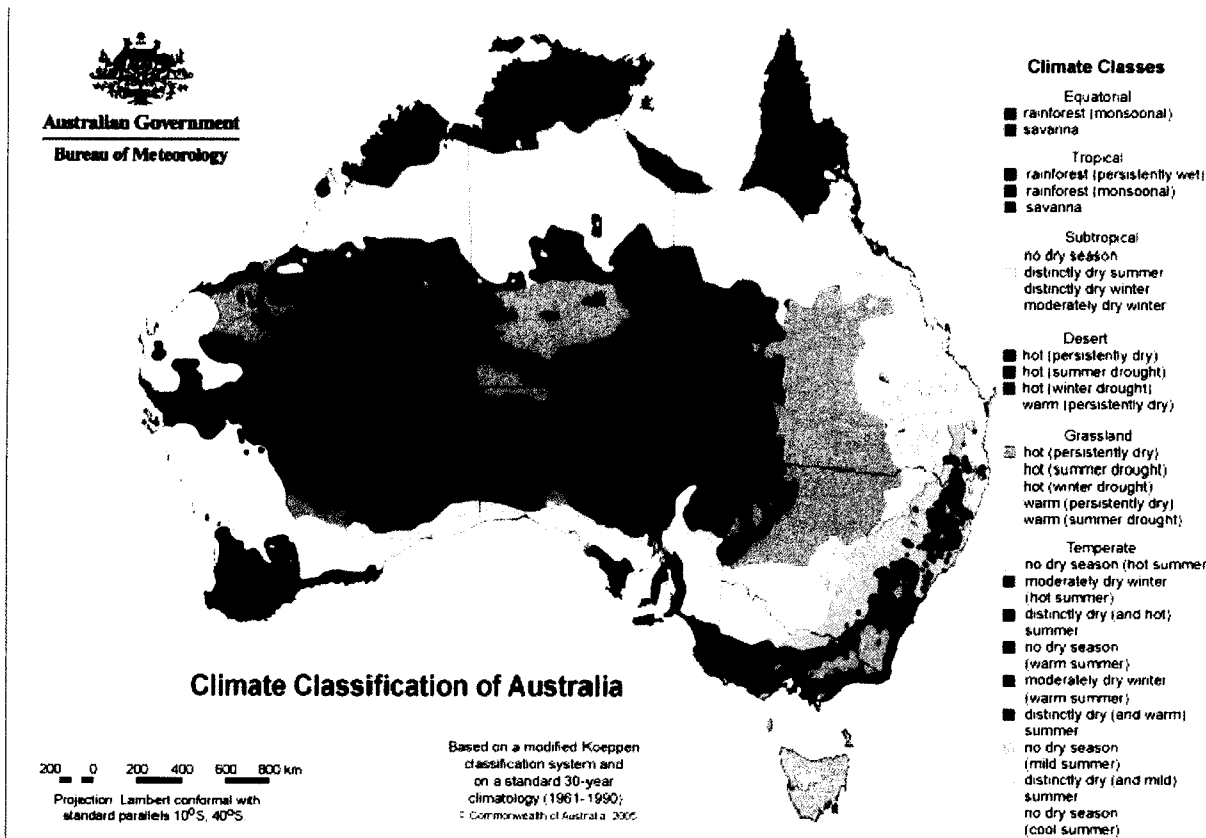 Australian Government
Bureau of Meteorology
Climate Classes
Equatorial
rainforest (monsoonal)
savanna
Tropical
rainforest (persistently wet)
rainforest (monsoonal)
savanna
Subtropical
no dry season
distinctly dry summer
distinctly dry winter
moderately dry winter
Desert
hot (persistently dry)
hot (summer drought)
hot (winter drought)
warm (persistently dry)
Grassland
hot (persistently dry)
hot (summer drought)
hot (winter drought)
warm (persistently dry)
warm (summer drought)
Temperate
no dry season (hot summer
moderately dry winter
(hot summer)
distinctly dry (and hot)
summer
no dry season
(warm summer)
moderately dry winter
(warm summer)
distinctly dry (and warm)
summer
no dry season
(mild summer)
distinctly dry (and mild)
summer
no dry season
(cool summer)
Climate Classification of Australia
Based on a modified Koeppen
classification system and
on a standard 30-year
climatology (1961-1990)
© Commonwealth of Australia 2005
200 0 200 400 600 800 km
Projection Lambert conformal with
standard parallels 10°S, 40°S